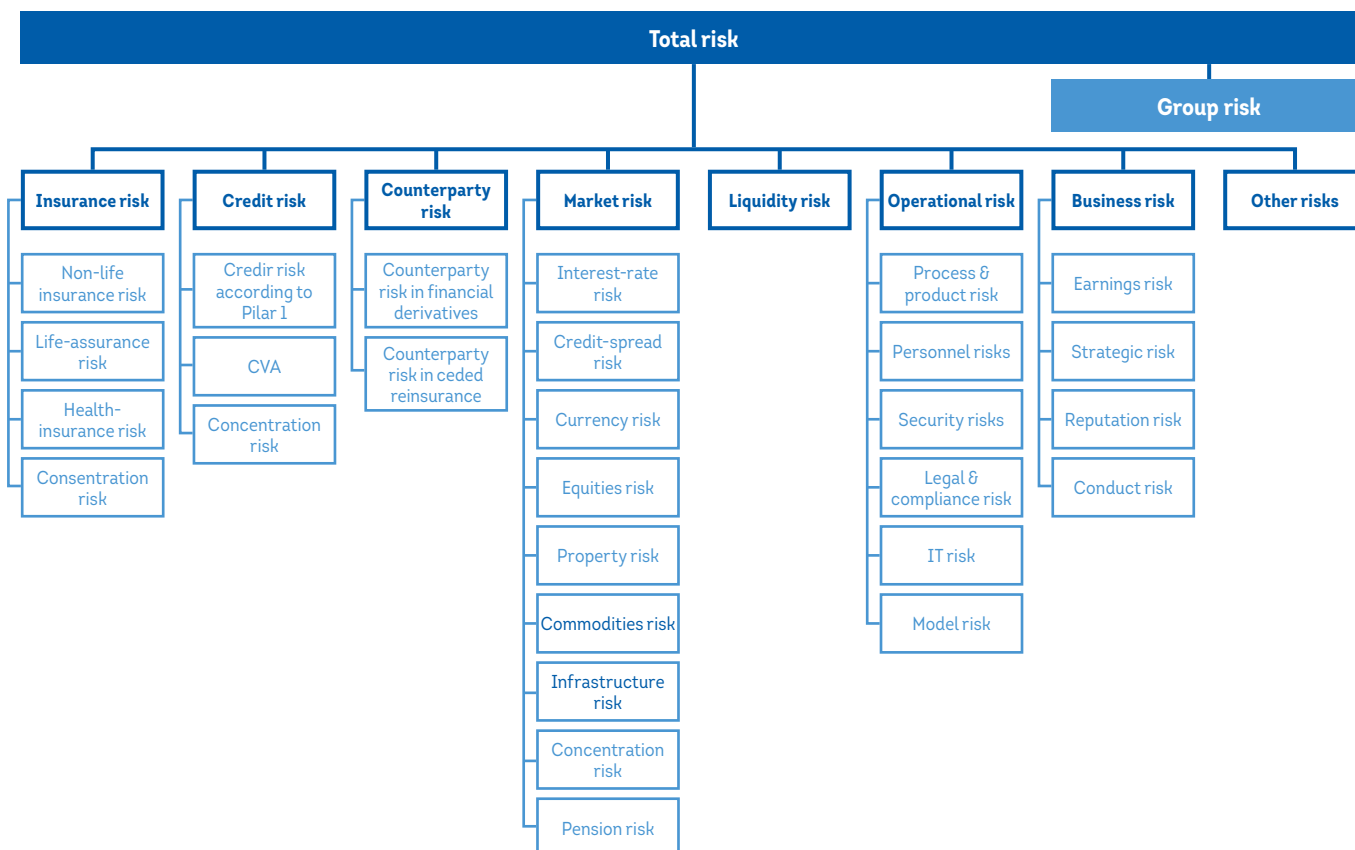 Total risk
Group risk
Insurance risk
Credit risk
Counterparty
risk
Market risk
Liquidity risk
Operational risk
Business risk
Other risks
Non-life
insurance risk
Life-assurance
risk
Health-
insurance risk
Consentration
risk
Credir risk
according to
Pilar 1
CVA
Concentration
risk
Counterparty
risk in financial
derivatives
Counterparty
risk in ceded
reinsurance
Interest-rate
risk
Credit-spread
risk
Currency risk
Equities risk
Property risk
Commodities risk
Infrastructure
risk
Concentration
risk
Pension risk
Process &
product risk
Personnel risks
Security risks
Legal &
compliance risk
IT risk
Model risk
Earnings risk
Strategic risk
Reputation risk
Conduct risk